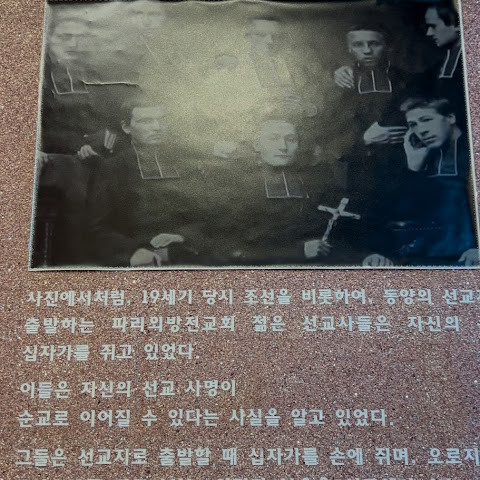 사진에서처럼, 19세기 당시 조선을 비롯하여, 동양의 선교지
출발하는 파리외방전교회 젊은 선교사들은 자신의
십자가를 쥐고 있었다.
이들은 자신의 선교 사명이
순교로 이어질 수 있다는 사실을 알고 있었다.
그들은 선교지로 출발할 때 십자가를 손에 쥐며, 오로지